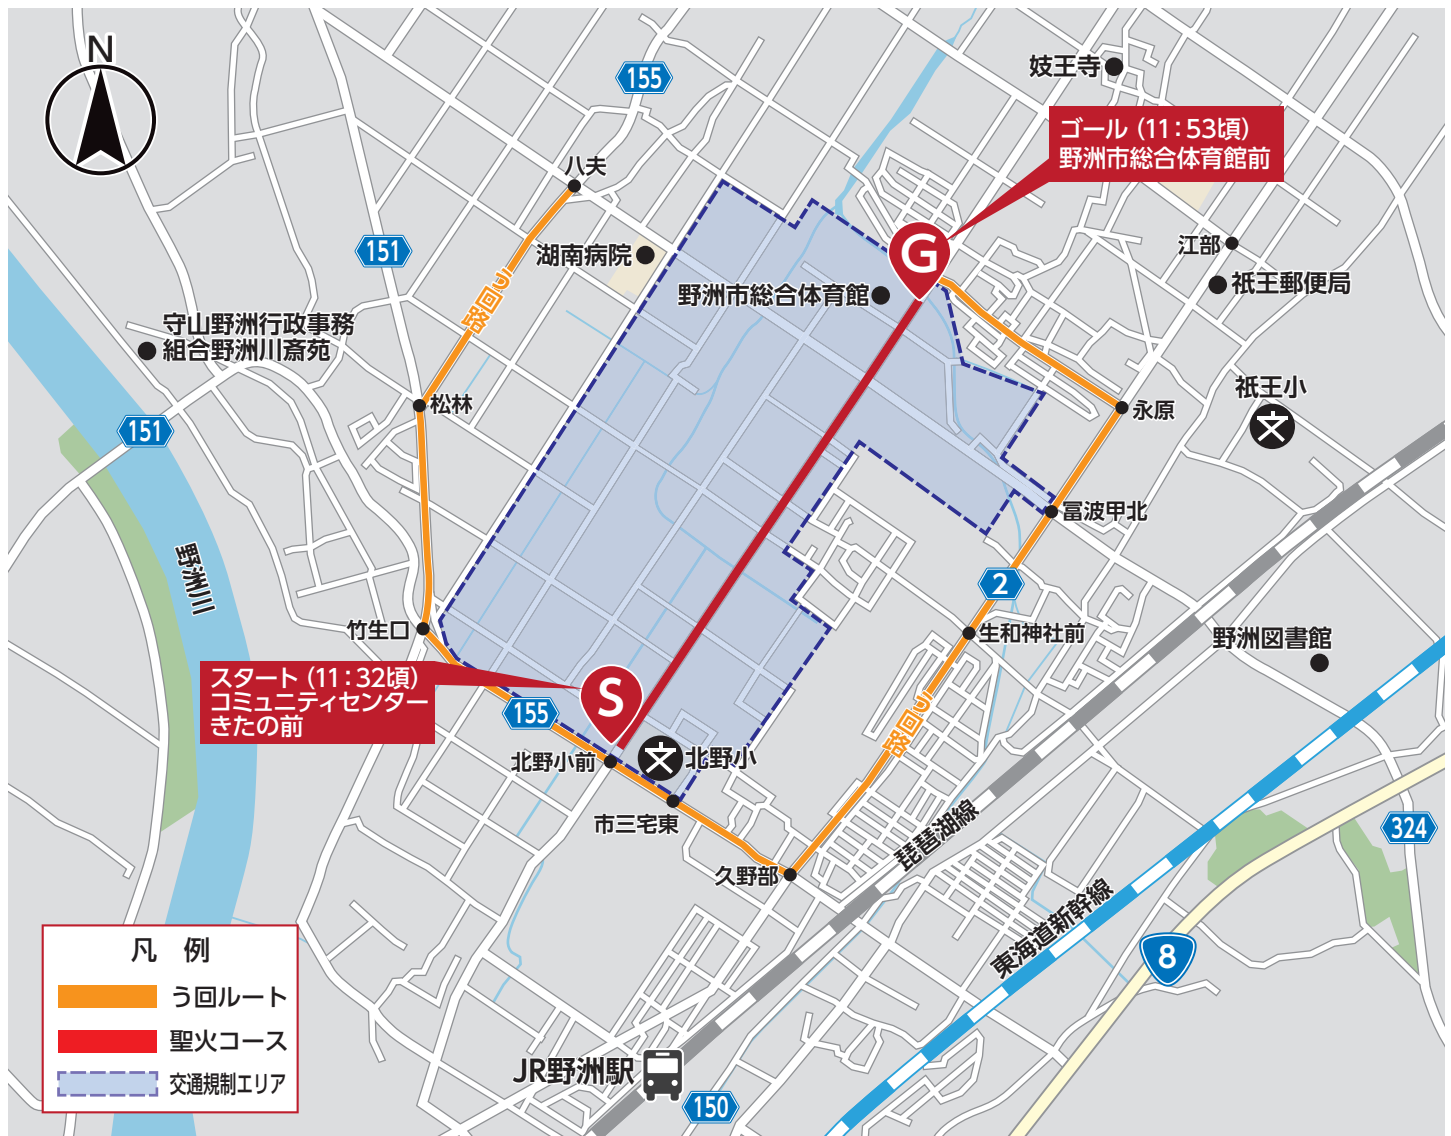 N
155
妓王寺
ゴール（11：53頃）
野洲市総合体育館前
八夫
151
湖南病院
G
江部
祇王郵便局
野洲市総合体育館
う回路
守山野洲行政事務
組合野洲川斎苑
松林
永原
祇王小
151
冨波甲北
野洲川
2
竹生口
生和神社前
野洲図書館
スタート（11：32頃）
コミュニティセンター
きたの前
S
155
う回路
北野小前
北野小
市三宅東
琵琶湖線
324
久野部
東海道新幹線
8
凡　例
う回ルート
聖火コース
交通規制エリア
JR野洲駅
150